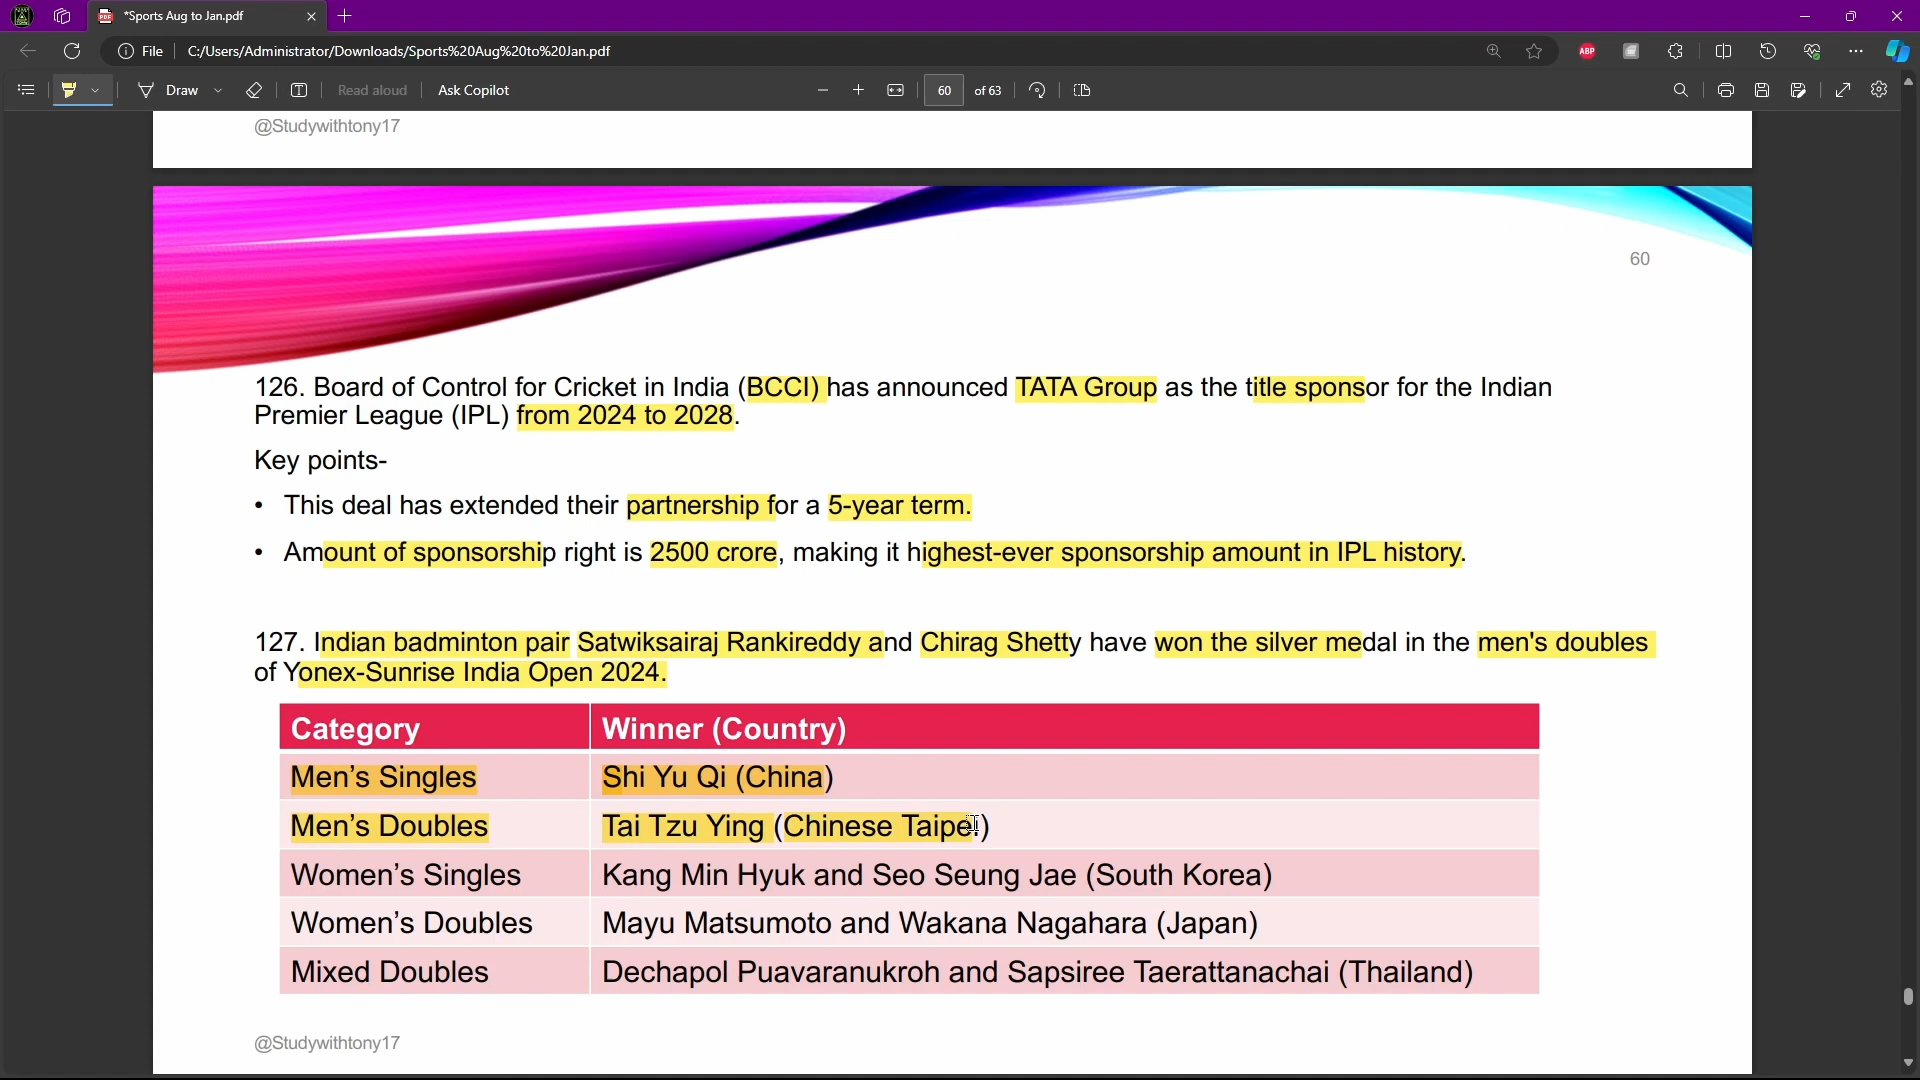 *Sports Aug to Jan.pdf
File
C:/Users/Administrator/Downloads/Sports%20Aug%20to%20Jan.pdf
ABP
Draw
Read aloud
Ask Copilot
60 of 63
@Studywithtony17
60
126. Board of Control for Cricket in India (BCCI) has announced TATA Group as the title sponsor for the Indian
Premier League (IPL) from 2024 to 2028.
Key points-
• This deal has extended their partnership for a 5-year term.
• Amount of sponsorship right is 2500 crore, making it highest-ever sponsorship amount in IPL history.
127. Indian badminton pair Satwiksairaj Rankireddy and Chirag Shetty have won the silver medal in the men's doubles
of Yonex-Sunrise India Open 2024.
Category Winner (Country)
Men’s Singles Shi Yu Qi (China)
Men’s Doubles Tai Tzu Ying (Chinese Taipei)
Women’s Singles Kang Min Hyuk and Seo Seung Jae (South Korea)
Women’s Doubles Mayu Matsumoto and Wakana Nagahara (Japan)
Mixed Doubles Dechapol Puavaranukroh and Sapsiree Taerattanachai (Thailand)
@Studywithtony17